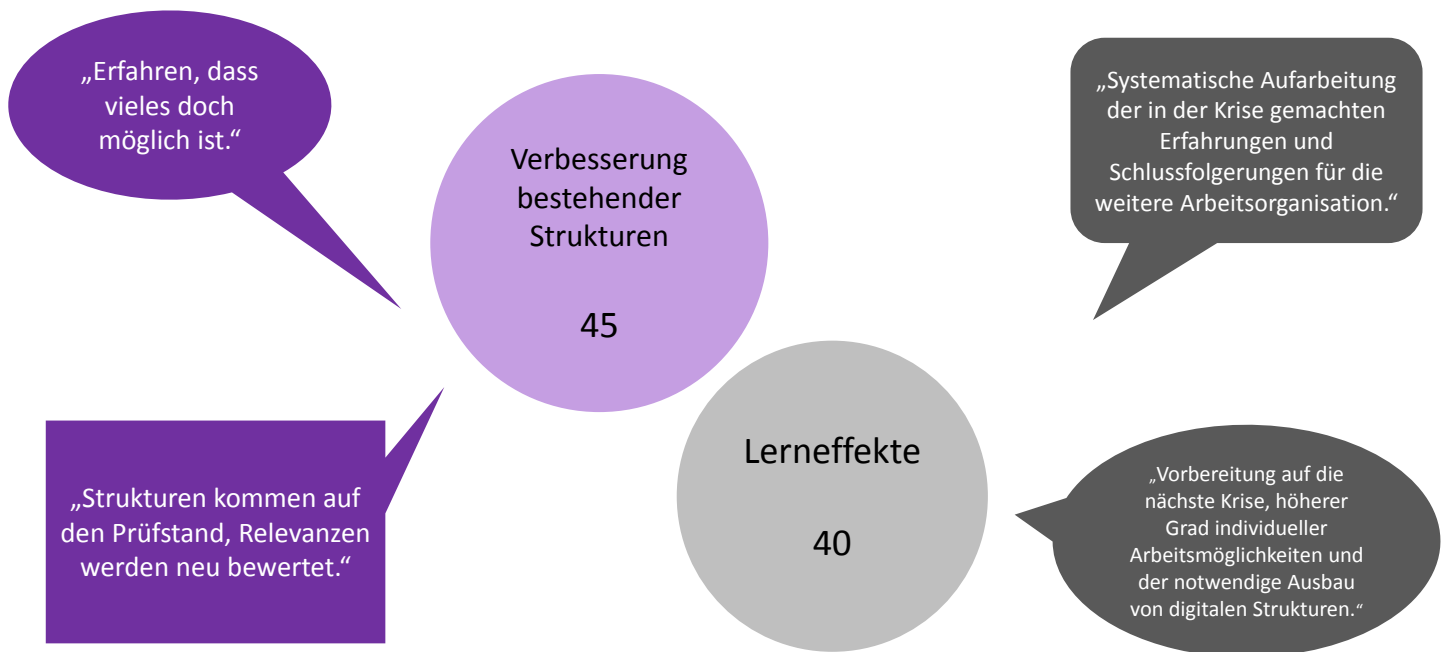 „Erfahren, dass
vieles doch
möglich ist.“
Verbesserung
bestehender
Strukturen
45
„Systematische Aufarbeitung
der in der Krise gemachten
Erfahrungen und
Schlussfolgerungen für die
weitere Arbeitsorganisation.“
„Strukturen kommen auf
den Prüfstand, Relevanzen
werden neu bewertet.“
Lerneffekte
40
„Vorbereitung auf die
nächste Krise, höherer
Grad individueller
Arbeitsmöglichkeiten und
der notwendige Ausbau
von digitalen Strukturen.“